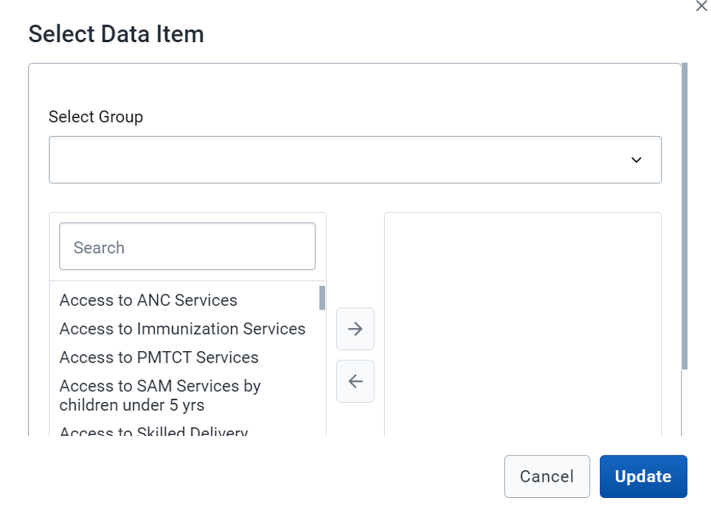 Select Data Item
Select Group
Search
Access to ANC Services
Access to Immunization Services
Access to PMTCT Services
Access to SAM Services by
children under 5 yrs
Access to Skilled Delivery
Cancel
Update